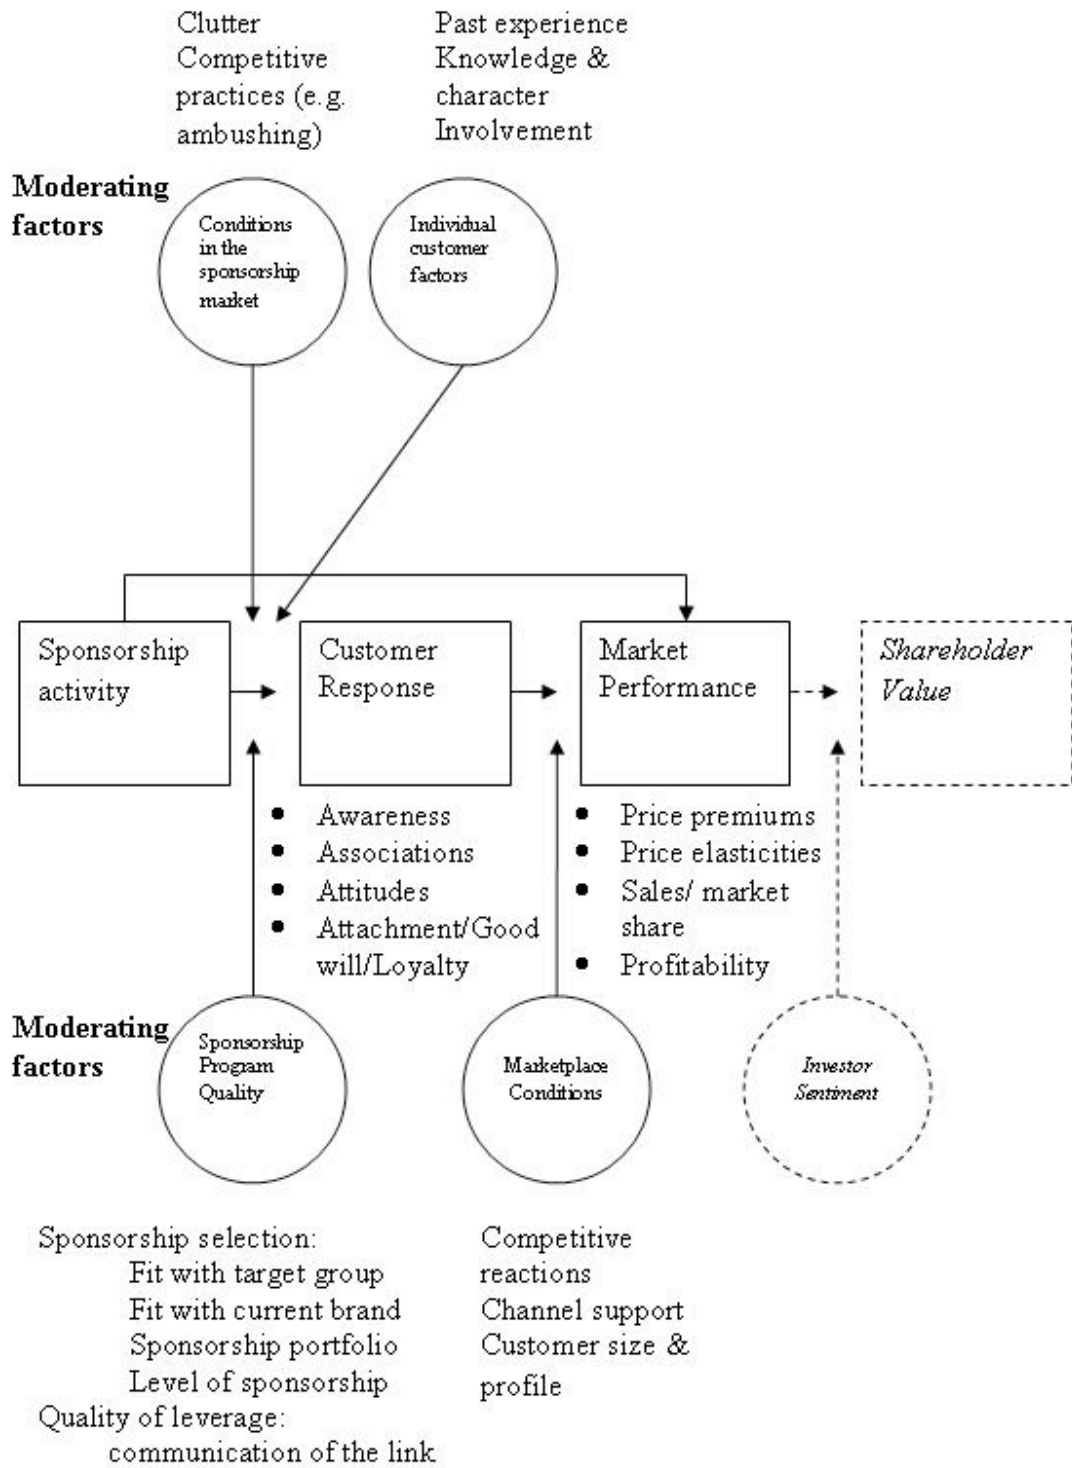 Clutter
Competitive
practices (e.g.
ambushing)
Past experience
Knowledge &
character
Involvement
Moderating
factors
Conditions
in the
sponsorship
market
Individual
customer
factors
Sponsorship
activity
Customer
Response
Market
Performance
Shareholder
Value
● Awareness
● Associations
● Attitudes
● Attachment/Good
will/Loyalty
● Price premiums
● Price elasticities
● Sales/ market
share
● Profitability
Moderating
factors
Sponsorship
Program
Quality
Marketplace
Conditions
Investor
Sentiment
Sponsorship selection:
Fit with target group
Fit with current brand
Sponsorship portfolio
Level of sponsorship
Quality of leverage:
communication of the link
Competitive
reactions
Channel support
Customer size &
profile